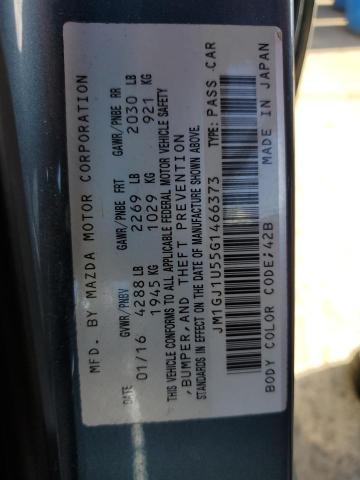 MFD. BY MAZDA MOTOR CORPORATION
DATE GVWR/PNBV GAWR/PNBE FRT GAWR/PNBE RR
01/16 4288 LB 2269 LB 2030 LB
1945 KG 1029 KG 921 KG
THIS VEHICLE CONFORMS TO ALL APPLICABLE FEDERAL MOTOR VEHICLE SAFETY
,BUMPER,AND THEFT PREVENTION
STANDARDS IN EFFECT ON THE DATE OF MANUFACTURE SHOWN ABOVE.
JM1GJ1U55G1466373 TYPE: PASS CAR
BODY COLOR CODE:42B MADE IN JAPAN